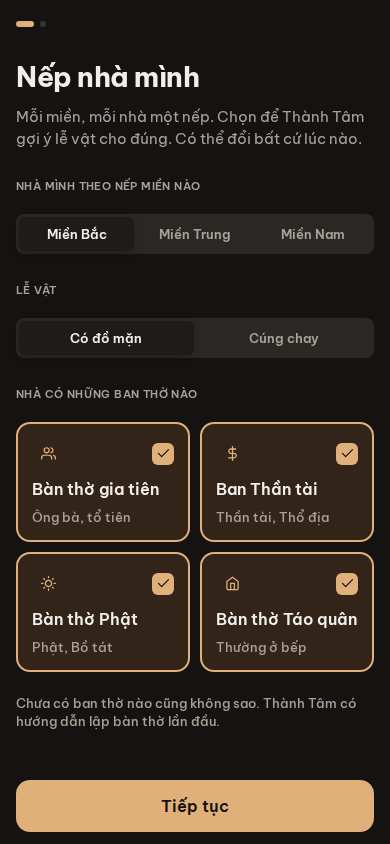 Nếp nhà mình
Mỗi miền, mỗi nhà một nếp. Chọn để Thành Tâm
gợi ý lễ vật cho đúng. Có thể đổi bất cứ lúc nào.
NHÀ MÌNH THEO NẾP MIỀN NÀO
Miền Bắc
Miền Trung
Miền Nam
LỄ VẬT
Có đồ mặn
Cúng chay
NHÀ CÓ NHỮNG BAN THỜ NÀO
Bàn thờ gia tiên
Ông bà, tổ tiên
Ban Thần tài
Thần tài, Thổ địa
Bàn thờ Phật
Phật, Bồ tát
Bàn thờ Táo quân
Thường ở bếp
Chưa có ban thờ nào cũng không sao. Thành Tâm có
hướng dẫn lập bàn thờ lần đầu.
Tiếp tục